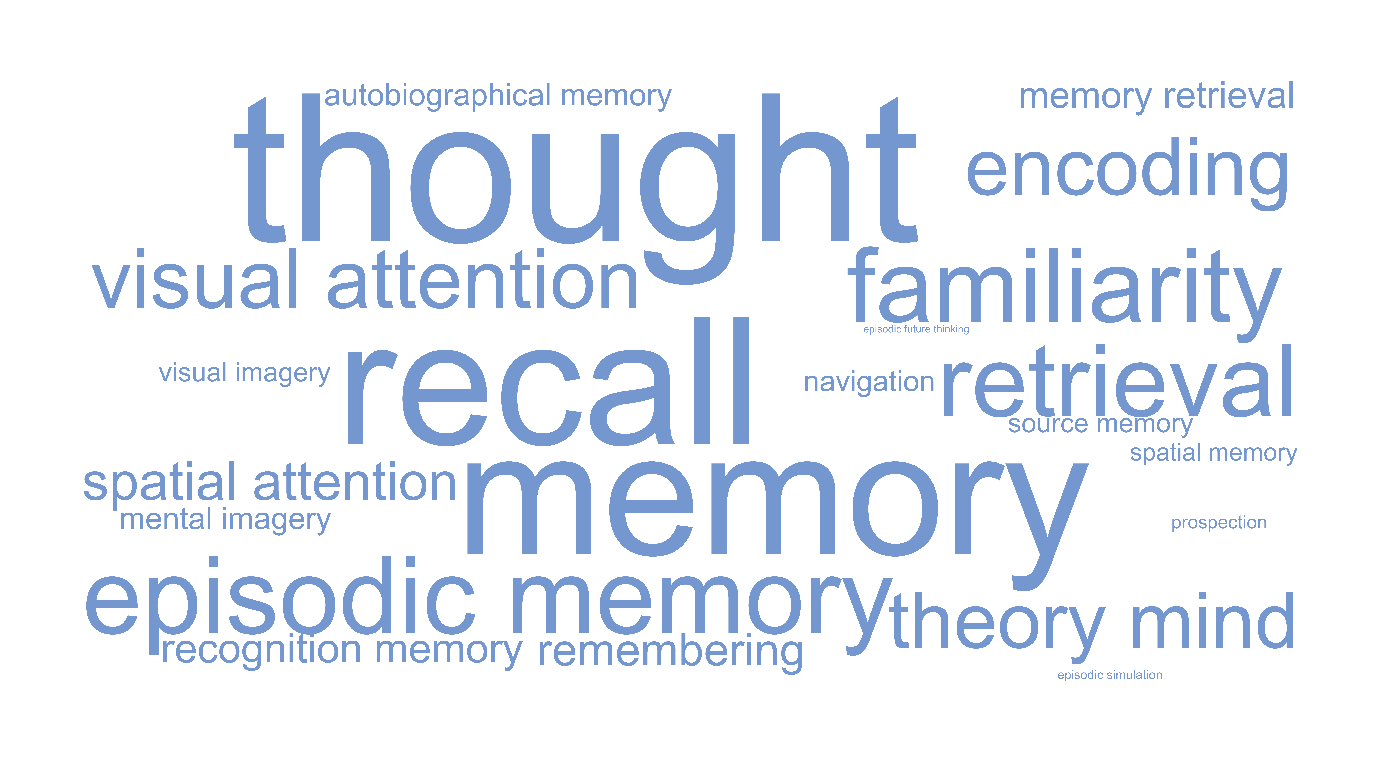 autobiographical memory
memory retrieval
thought
encoding
visual attention
familiarity
episodic future thinking
visual imagery
recall
navigation
retrieval
source memory
spatial memory
spatial attention
memory
mental imagery
prospection
episodic memory
theory mind
recognition memory
remembering
episodic simulation